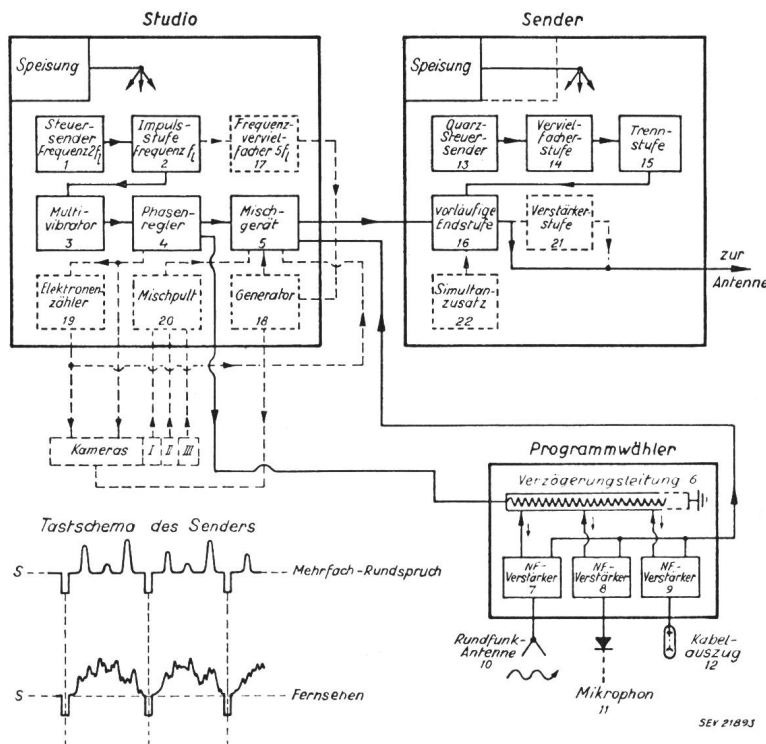 Studio
Sender
Speisung
Speisung
Steuer-
sender
Frequenz 2fL
1
Impuls-
stufe
Frequenz fL
2
Frequenz-
verviel-
facher 5fL
17
Quarz-
Steuer-
sender
13
Verviel-
facher-
stufe
14
Trenn-
stufe
15
Multi-
vibrator
3
Phasen-
regler
4
Misch-
gerät
5
vorläufige
Endstufe
16
Verstärker-
stufe
21
zur
Antenne
Elektronen-
zähler
19
Mischpult
20
Generator
18
Simultan-
zusatz
22
Kameras
I
II
III
Programmwähler
Verzögerungsleitung 6
NF-
Verstärker
7
NF-
Verstärker
8
NF-
Verstärker
9
Rundfunk-
Antenne
10
Mikrophon
11
Kabel-
auszug
12
Tastschema des Senders
S
Mehrfach-Rundspruch
S
Fernsehen
SEV 21893